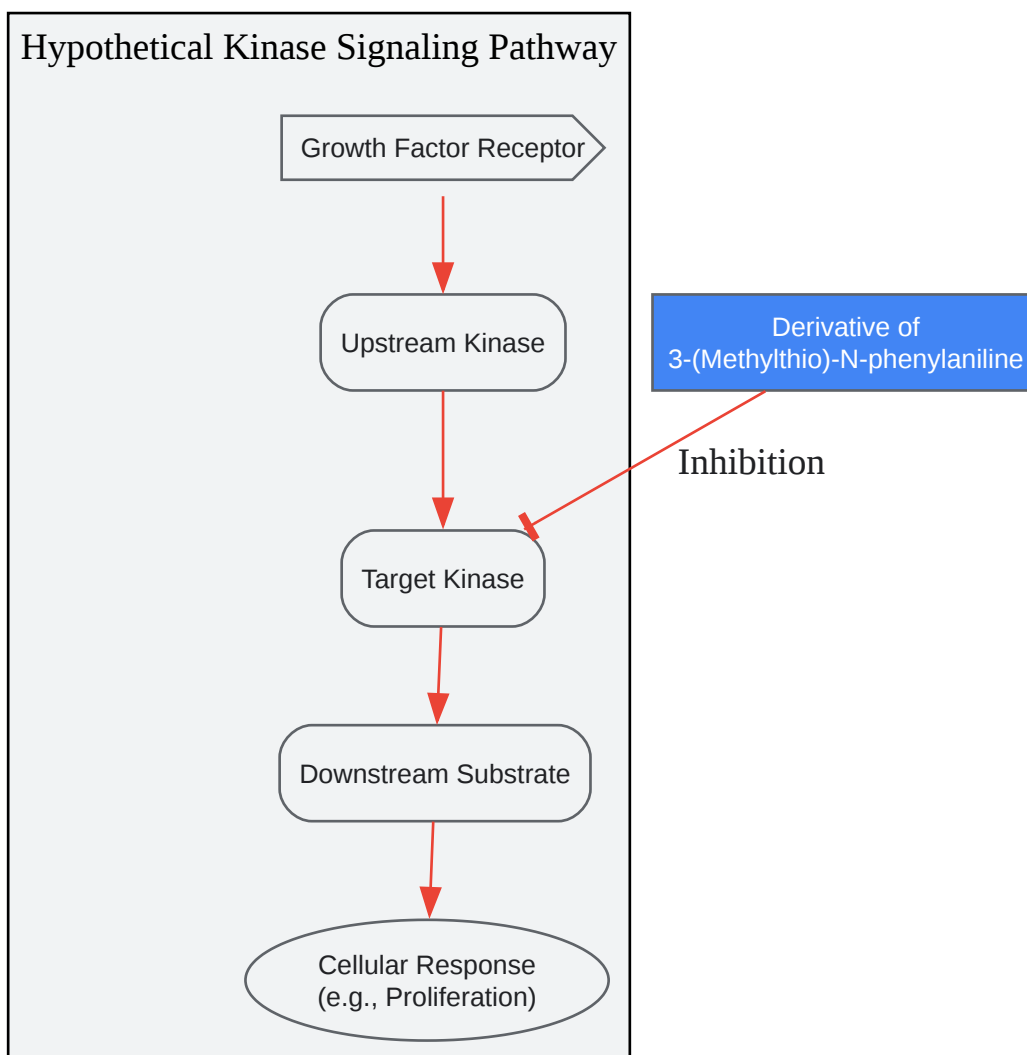 Hypothetical Kinase Signaling Pathway
Growth Factor Receptor
Upstream Kinase
Derivative of
3-(Methylthio)-N-phenylaniline
Inhibition
Target Kinase
Downstream Substrate
Cellular Response
(e.g., Proliferation)